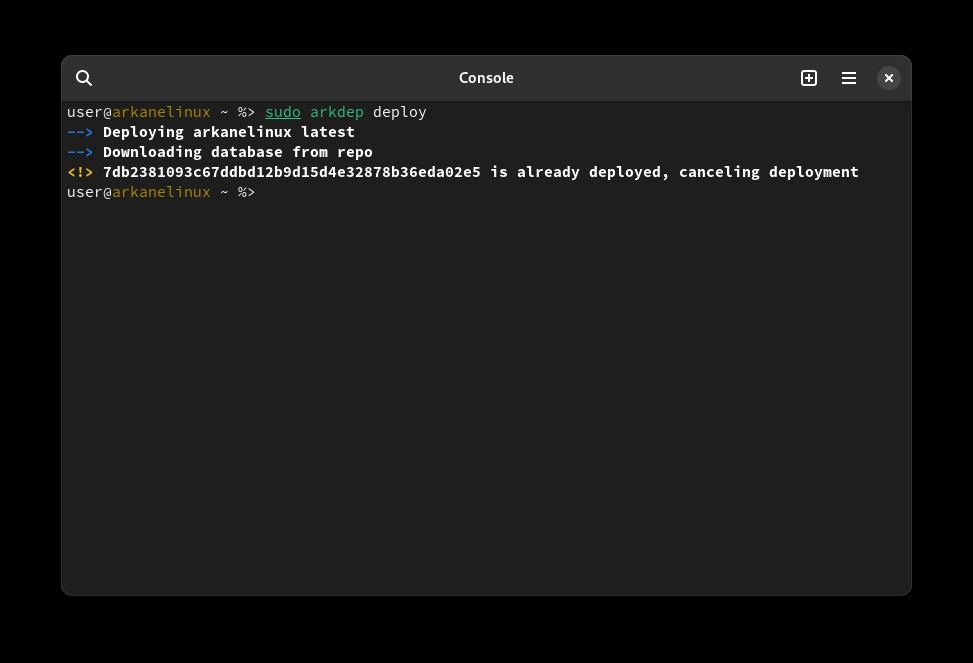 Console
user@arkanelinux ~ %> sudo arkdep deploy
--> Deploying arkanelinux latest
--> Downloading database from repo
<!> 7db2381093c67ddbd12b9d15d4e32878b36eda02e5 is already deployed, canceling deployment
user@arkanelinux ~ %>